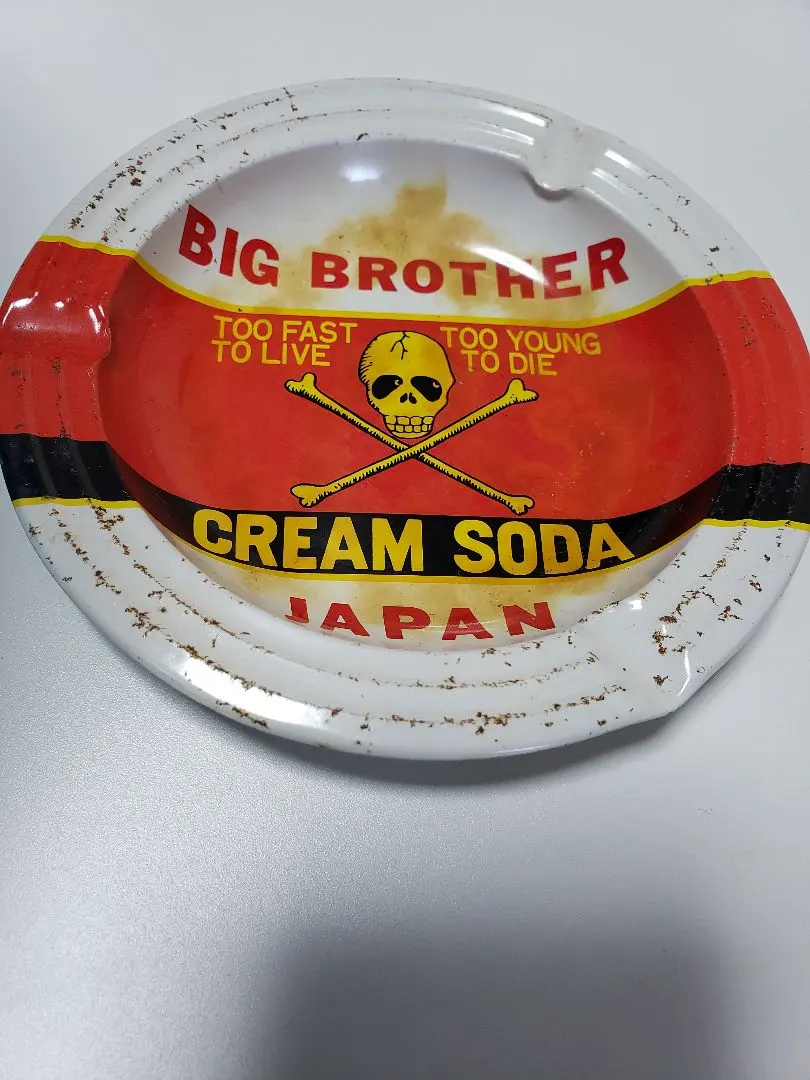 BIG BROTHER
TOO FAST
TO LIVE
TOO YOUNG
TO DIE
CREAM SODA
JAPAN